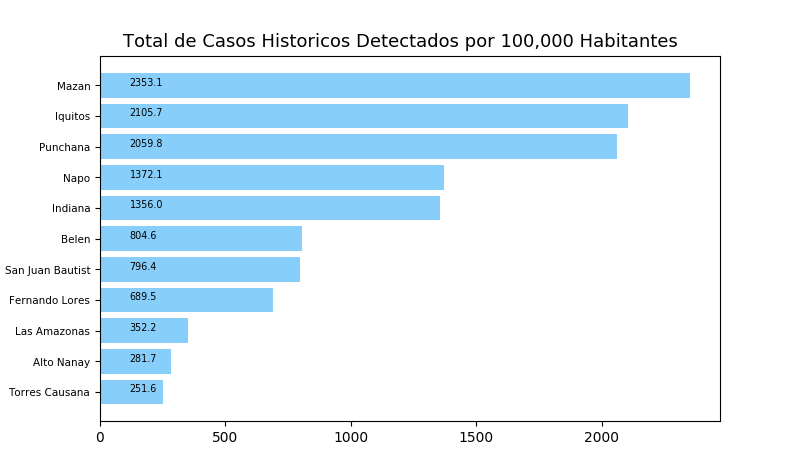 Total de Casos Historicos Detectados por 100,000 Habitantes
Mazan 2353.1
Iquitos 2105.7
Punchana 2059.8
Napo 1372.1
Indiana 1356.0
Belen 804.6
San Juan Bautist 796.4
Fernando Lores 689.5
Las Amazonas 352.2
Alto Nanay 281.7
Torres Causana 251.6
0 500 1000 1500 2000